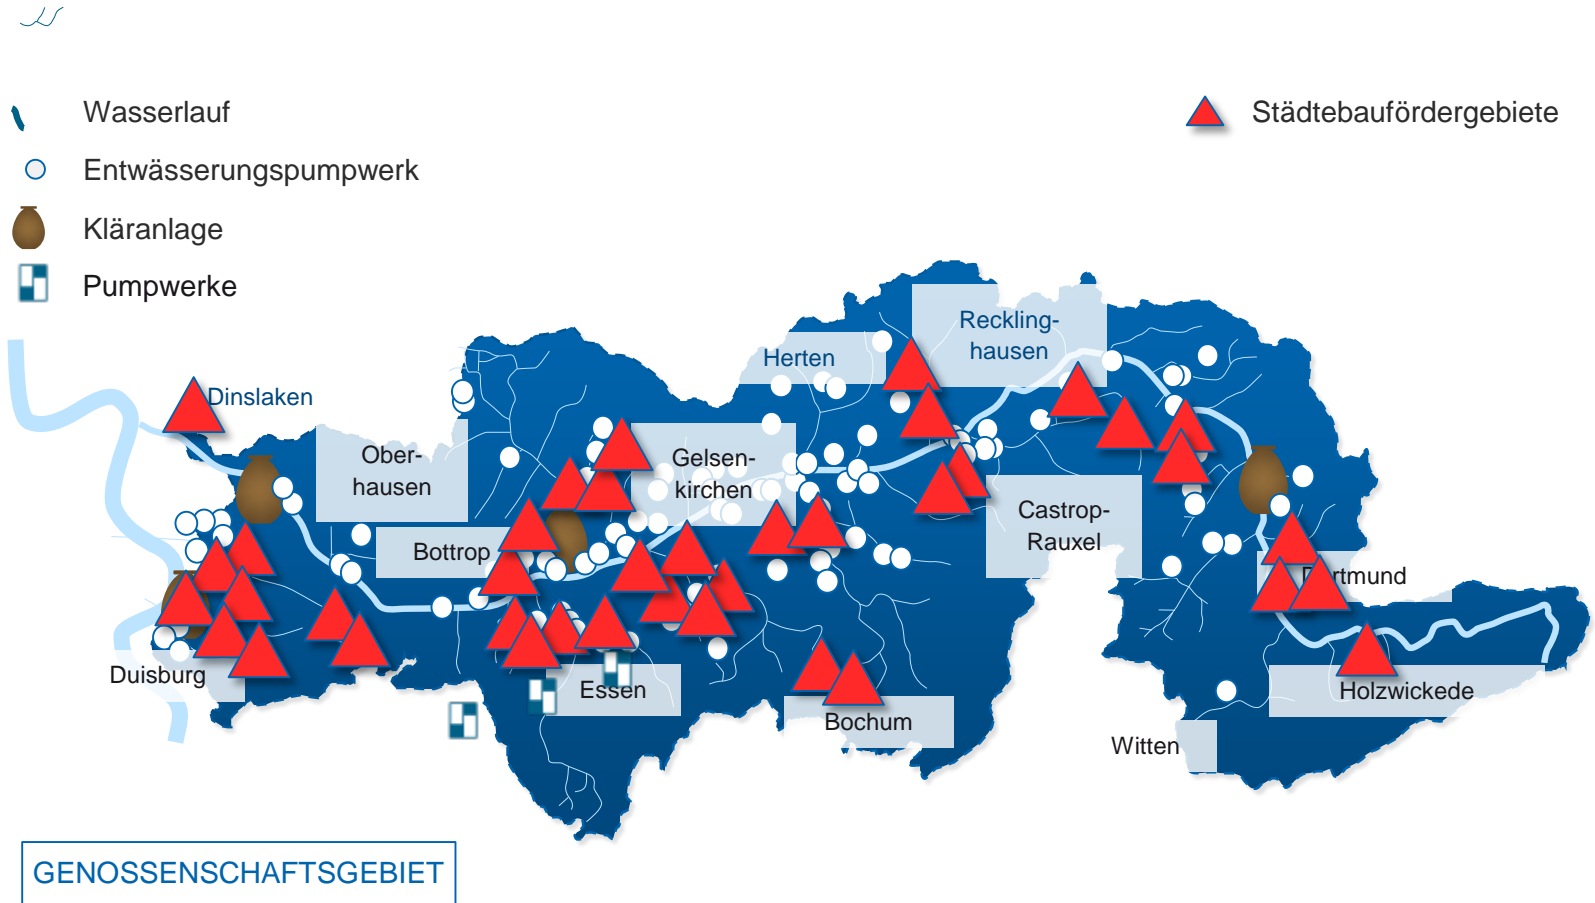 Wasserlauf
Städtebaufördergebiete
Entwässerungspumpwerk
Kläranlage
Pumpwerke
Reckling-
hausen
Herten
Dinslaken
Ober-
hausen
Gelsen-
kirchen
Castrop-
Rauxel
Bottrop
Dortmund
Duisburg
Essen
Holzwickede
Bochum
Witten
GENOSSENSCHAFTSGEBIET